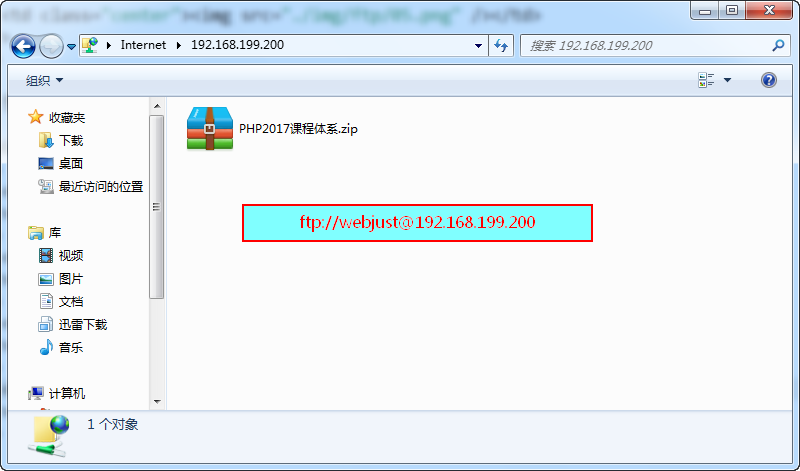 <td class="center"><img src="./img/ftp/05.png" /></td>
Internet 192.168.199.200
搜索 192.168.199.200
组织
收藏夹
下载
桌面
最近访问的位置
库
视频
图片
文档
迅雷下载
音乐
计算机
PHP2017课程体系.zip
ftp://webjust@192.168.199.200
1 个对象